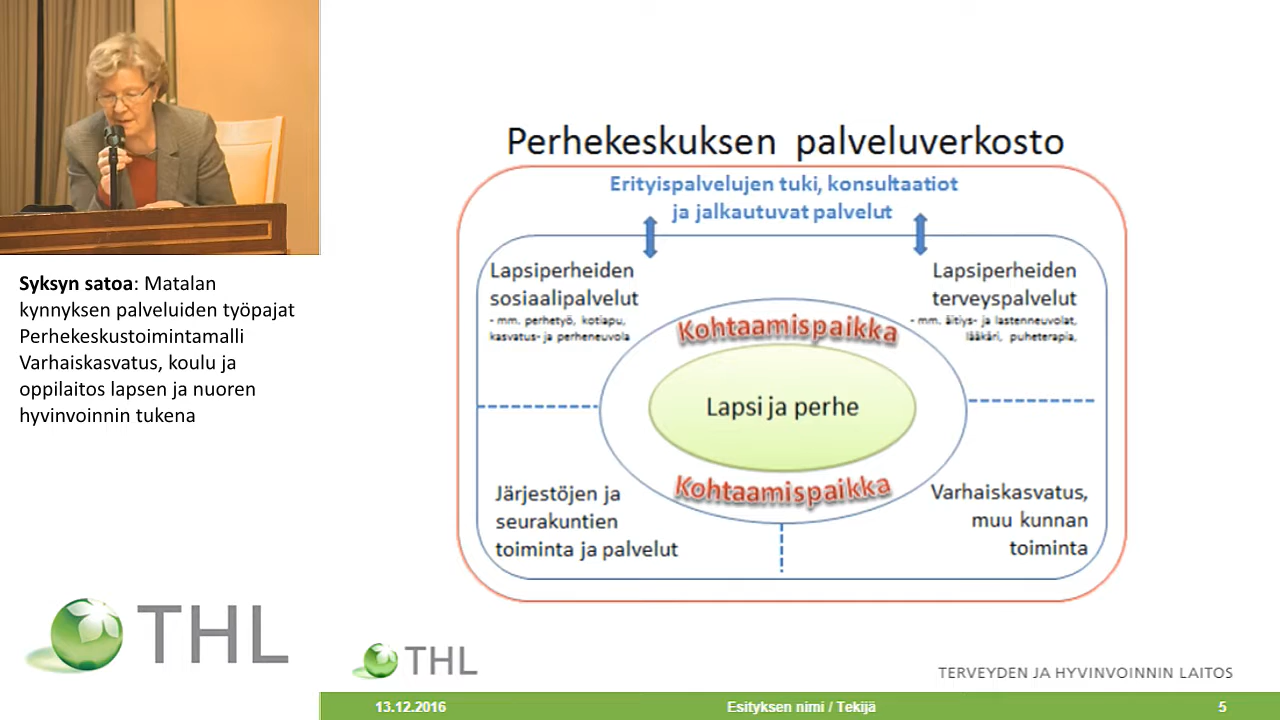 Syksyn satoa: Matalan
kynnyksen palveluiden työpajat
Perhekeskustoimintamalli
Varhaiskasvatus, koulu ja
oppilaitos lapsen ja nuoren
hyvinvoinnin tukena
THL
Perhekeskuksen palveluverkosto
Erityispalvelujen tuki, konsultaatiot
ja jalkautuvat palvelut
Lapsiperheiden
sosiaalipalvelut
- mm. perhetyö, kotiapu,
kasvatus- ja perheneuvola
Lapsiperheiden
terveyspalvelut
- mm. äitiys- ja lastenneuvolat,
lääkäri, puheterapia,
Kohtaamispaikka
Lapsi ja perhe
Kohtaamispaikka
Järjestöjen ja
seurakuntien
toiminta ja palvelut
Varhaiskasvatus,
muu kunnan
toiminta
THL
TERVEYDEN JA HYVINVOINNIN LAITOS
13.12.2016
Esityksen nimi / Tekijä
5